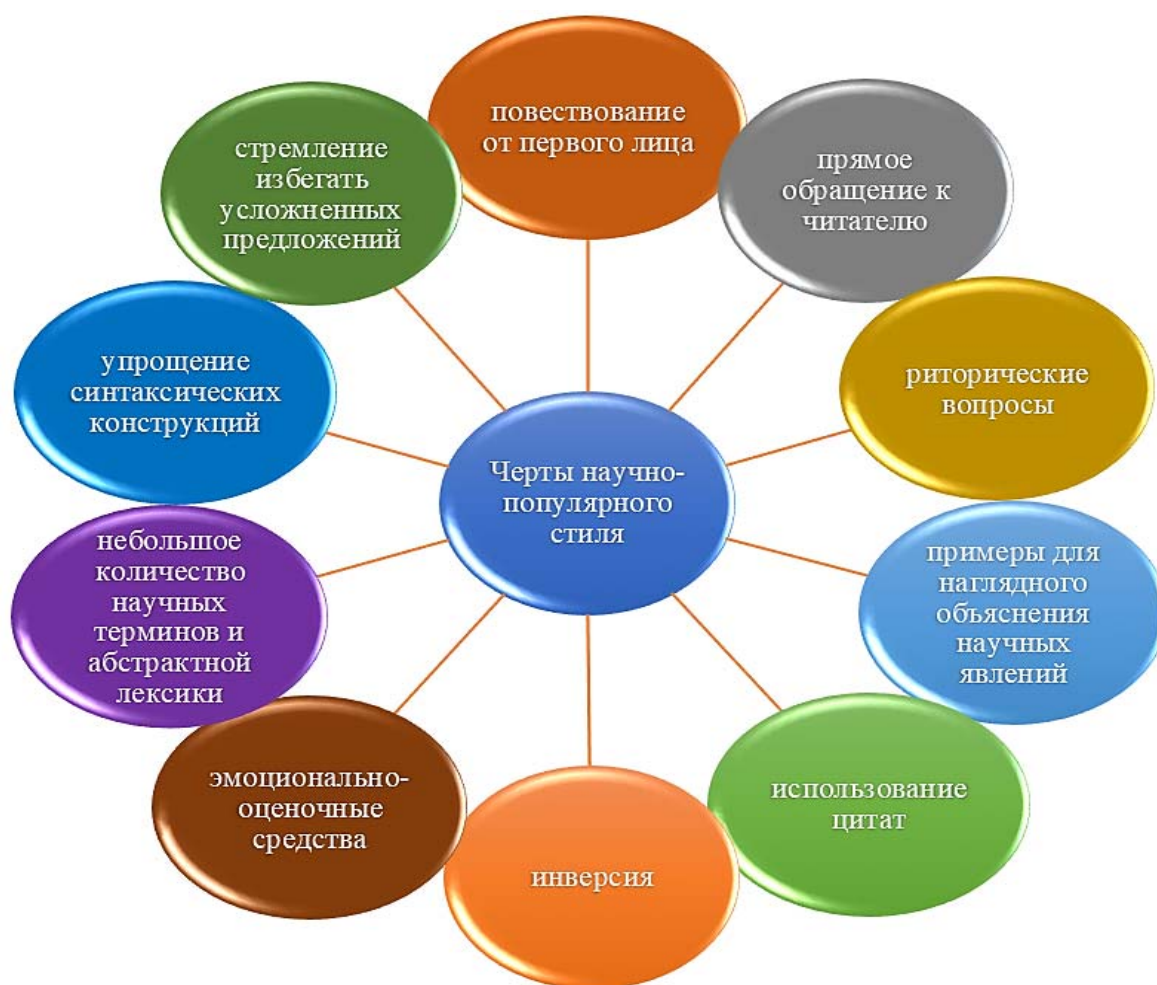 повествование
от первого лица
прямое
обращение к
читателю
риторические
вопросы
примеры для
наглядного
объяснения
научных
явлений
использование
цитат
инверсия
эмоционально-
оценочные
средства
небольшое
количество
научных
терминов и
абстрактной
лексики
упрощение
синтаксических
конструкций
стремление
избегать
усложненных
предложений
Черты научно-
популярного
стиля